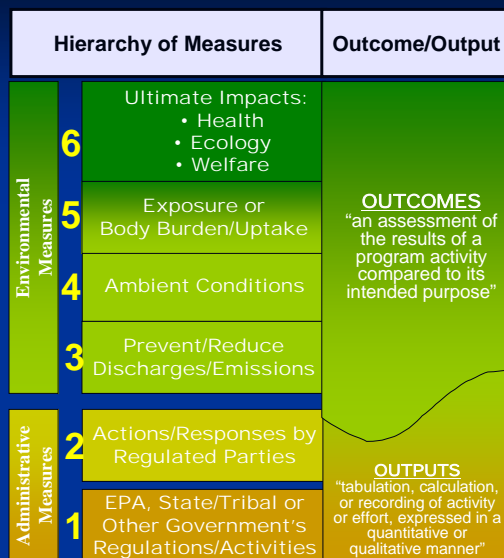 Hierarchy of Measures
Outcome/Output
Environmental
Measures
6
Ultimate Impacts:
• Health
• Ecology
• Welfare
5
Exposure or
Body Burden/Uptake
4
Ambient Conditions
3
Prevent/Reduce
Discharges/Emissions
OUTCOMES
“an assessment of
the results of a
program activity
compared to its
intended purpose”
Administrative
Measures
2
Actions/Responses by
Regulated Parties
1
EPA, State/Tribal or
Other Government’s
Regulations/Activities
OUTPUTS
“tabulation, calculation,
or recording of activity
or effort, expressed in a
quantitative or
qualitative manner”